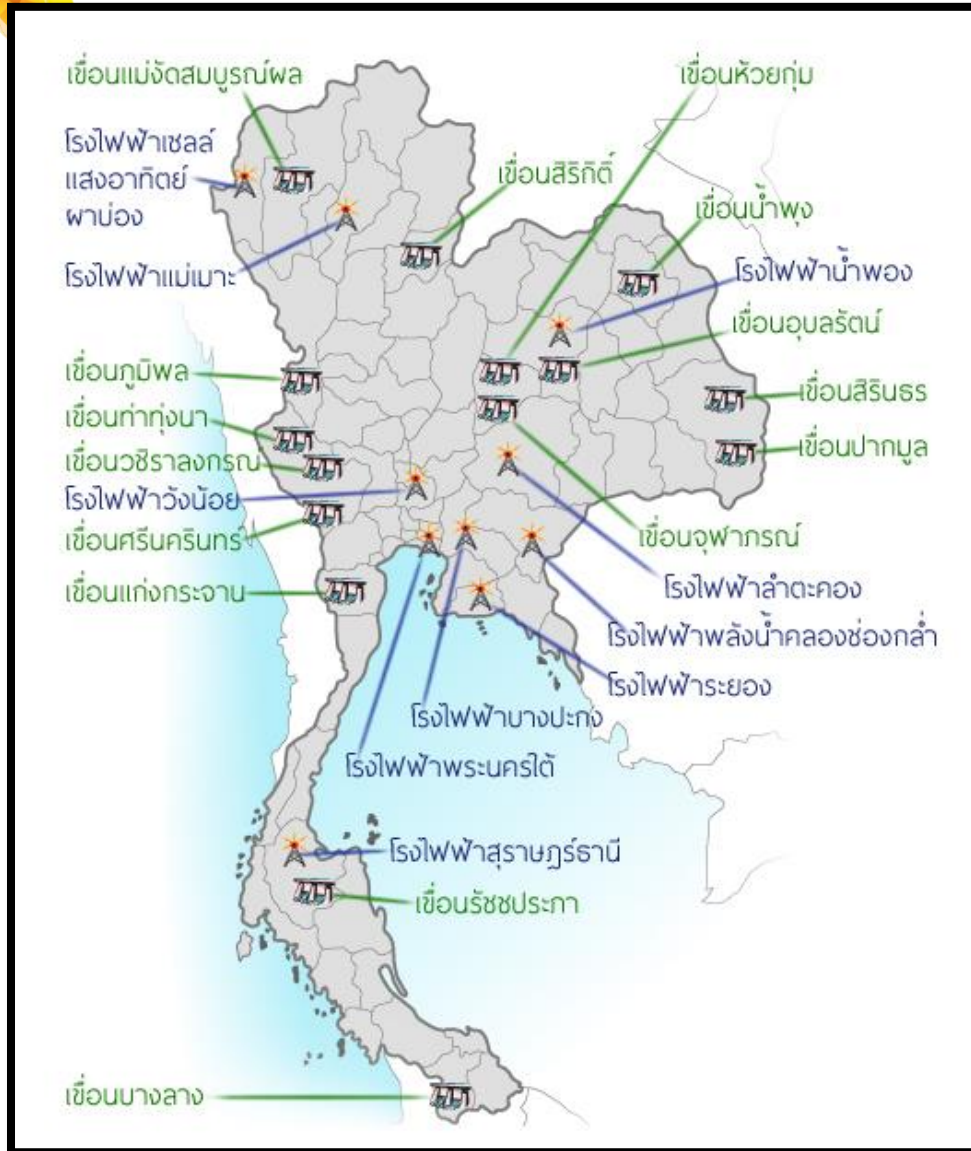 เขื่อนแม่งัดสมบูรณ์ผล
เขื่อนห้วยกุ่ม
โรงไฟฟ้าเซลล์
แสงอาทิตย์
ผาบ่อง
เขื่อนสิริกิติ์
เขื่อนน้ำพุง
โรงไฟฟ้าแม่เมาะ
โรงไฟฟ้าน้ำพอง
เขื่อนอุบลรัตน์
เขื่อนภูมิพล
เขื่อนสิรินธร
เขื่อนท่าทุ่งนา
เขื่อนปากมูล
เขื่อนวชิราลงกรณ
โรงไฟฟ้าวังน้อย
เขื่อนศรีนครินทร์
เขื่อนจุฬาภรณ์
เขื่อนแก่งกระจาน
โรงไฟฟ้าลำตะคอง
โรงไฟฟ้าพลังน้ำคลองช่องกล่ำ
โรงไฟฟ้าระยอง
โรงไฟฟ้าบางปะกง
โรงไฟฟ้าพระนครใต้
โรงไฟฟ้าสุราษฎร์ธานี
เขื่อนรัชชประภา
เขื่อนบางลาง